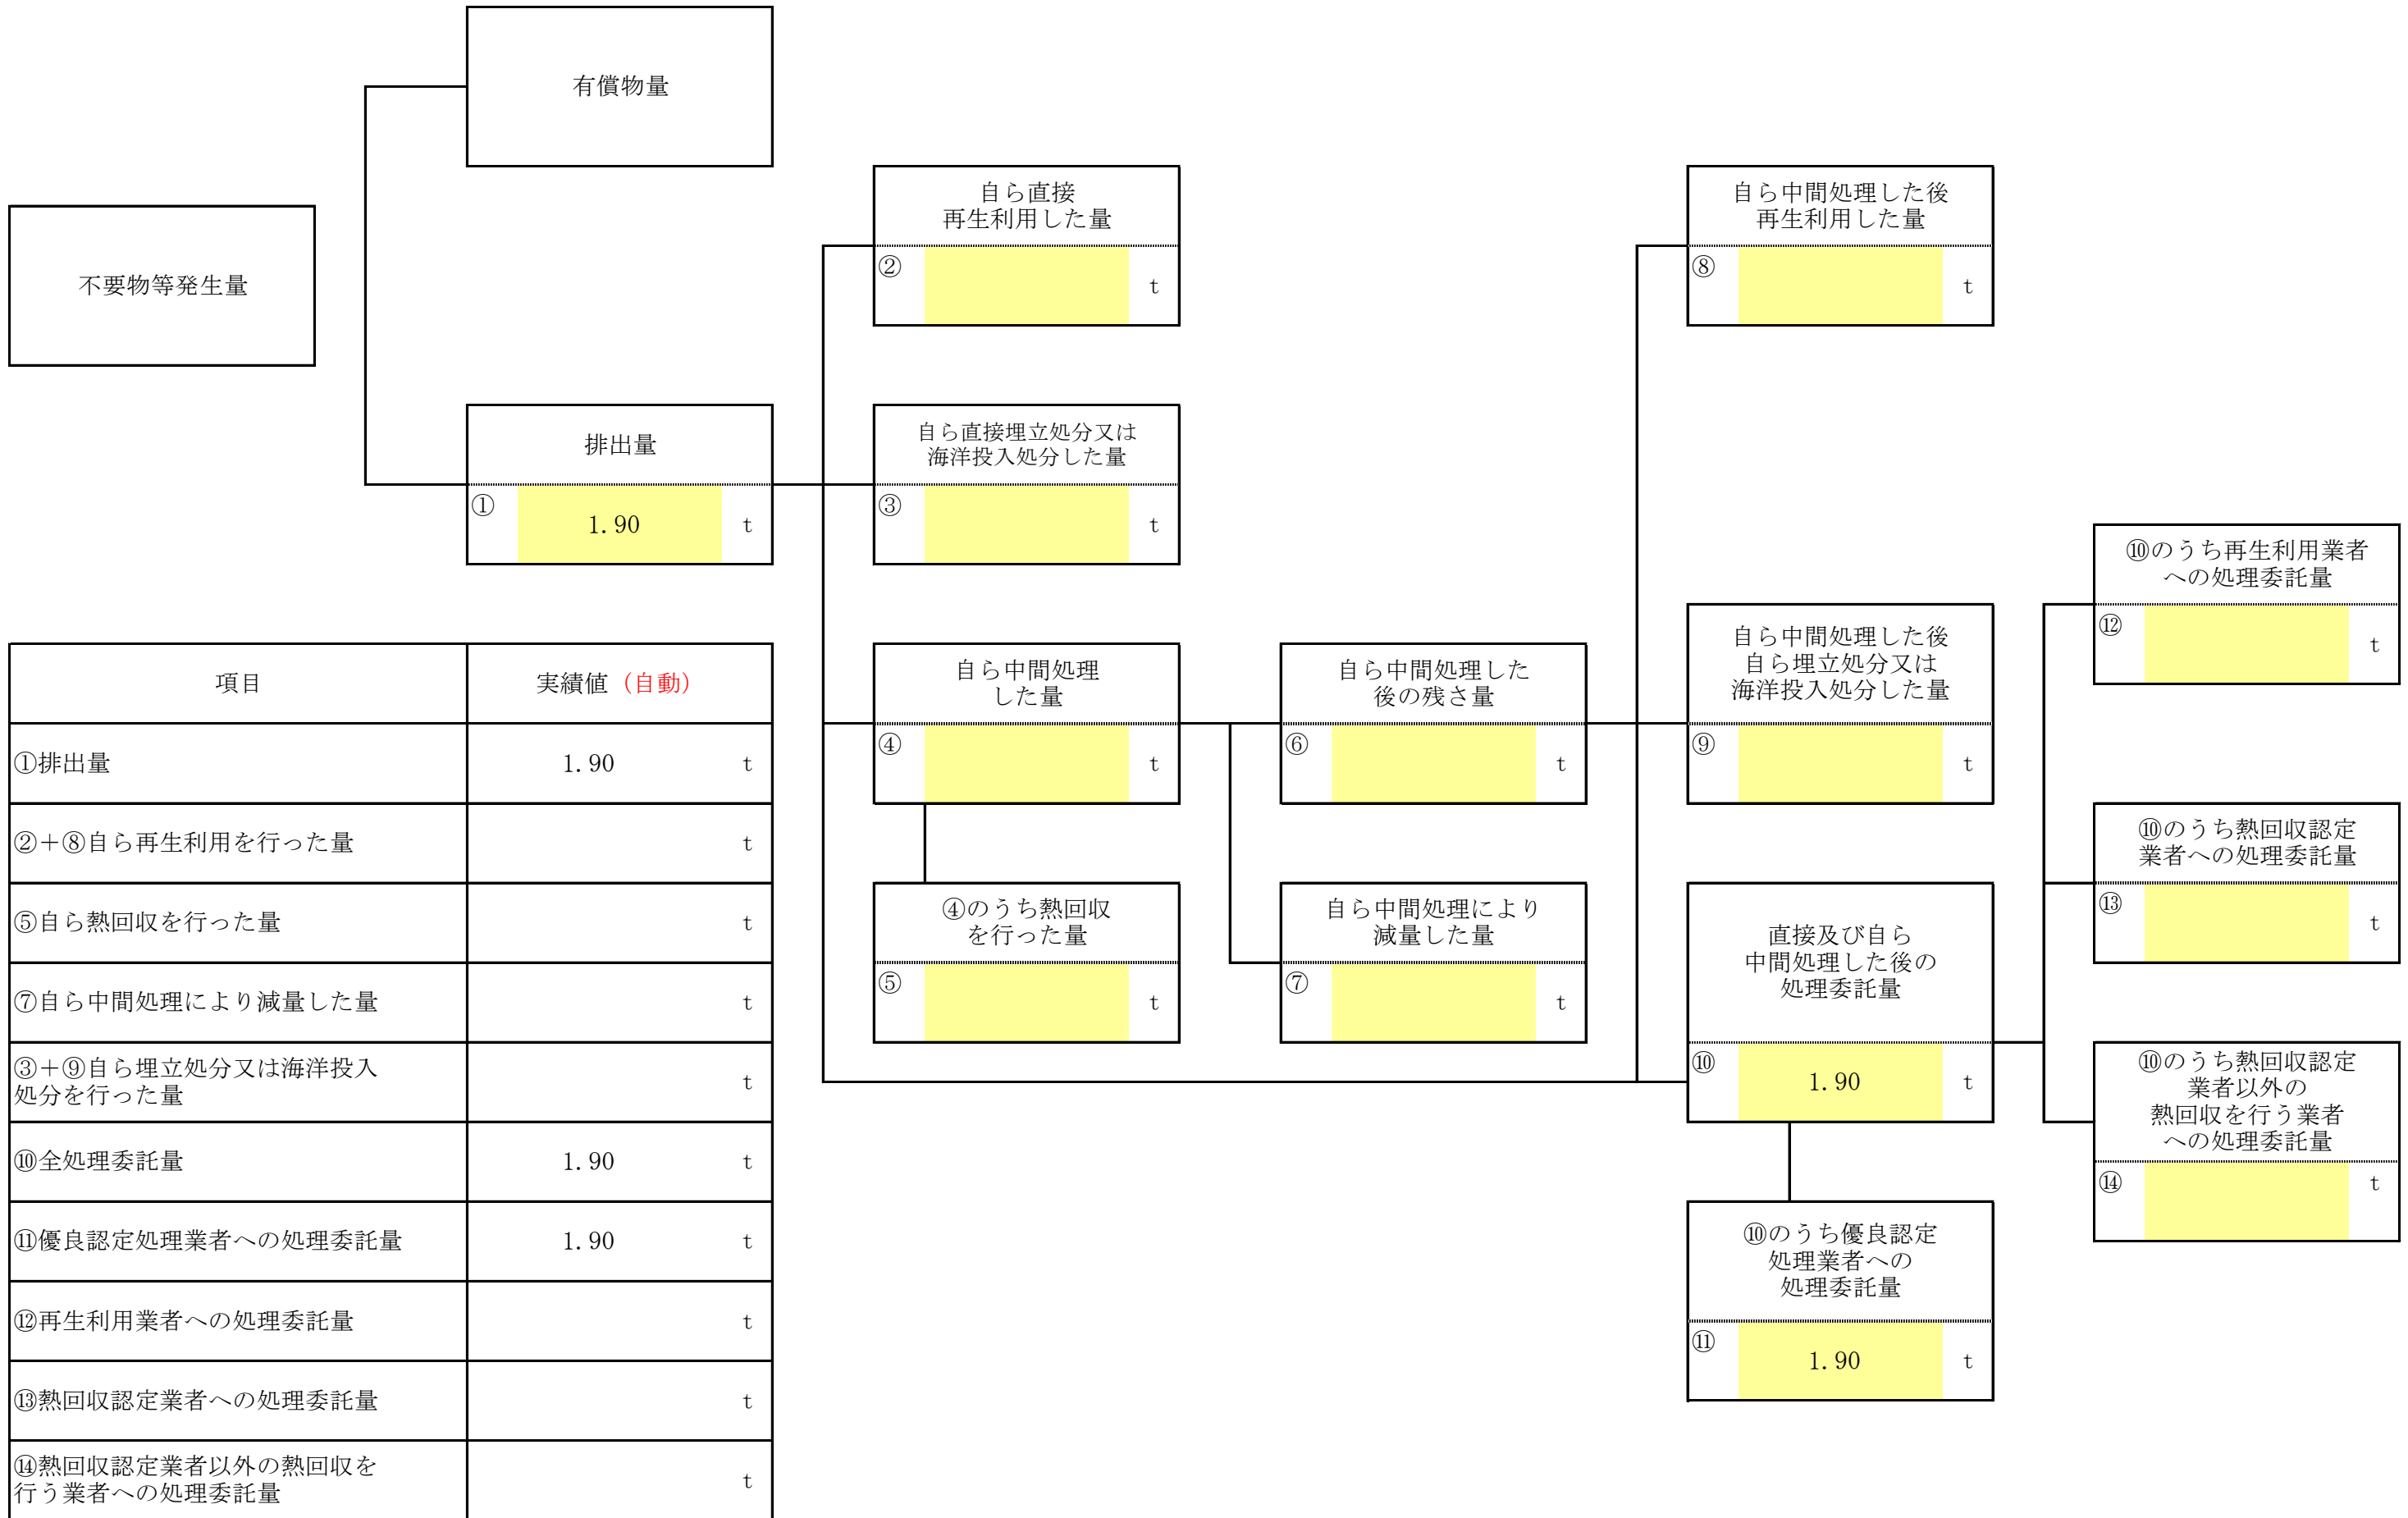 有償物量
不要物等発生量
自ら直接
再生利用した量
②
t
自ら中間処理した後
再生利用した量
⑧
t
排出量
①
1.90
t
自ら直接埋立処分又は
海洋投入処分した量
③
t
⑩のうち再生利用業者
への処理委託量
⑫
t
自ら中間処理
した量
④
t
自ら中間処理した
後の残さ量
⑥
t
自ら中間処理した後
自ら埋立処分又は
海洋投入処分した量
⑨
t
⑩のうち熱回収認定
業者への処理委託量
⑬
t
④のうち熱回収
を行った量
⑤
t
自ら中間処理により
減量した量
⑦
t
直接及び自ら
中間処理した後の
処理委託量
⑩
1.90
t
⑩のうち熱回収認定
業者以外の
熱回収を行う業者
への処理委託量
⑭
t
⑩のうち優良認定
処理業者への
処理委託量
⑪
1.90
t
項目 実績値（自動）
①排出量 1.90 t
②＋⑧自ら再生利用を行った量 t
⑤自ら熱回収を行った量 t
⑦自ら中間処理により減量した量 t
③＋⑨自ら埋立処分又は海洋投入
処分を行った量 t
⑩全処理委託量 1.90 t
⑪優良認定処理業者への処理委託量 1.90 t
⑫再生利用業者への処理委託量 t
⑬熱回収認定業者への処理委託量 t
⑭熱回収認定業者以外の熱回収を
行う業者への処理委託量 t